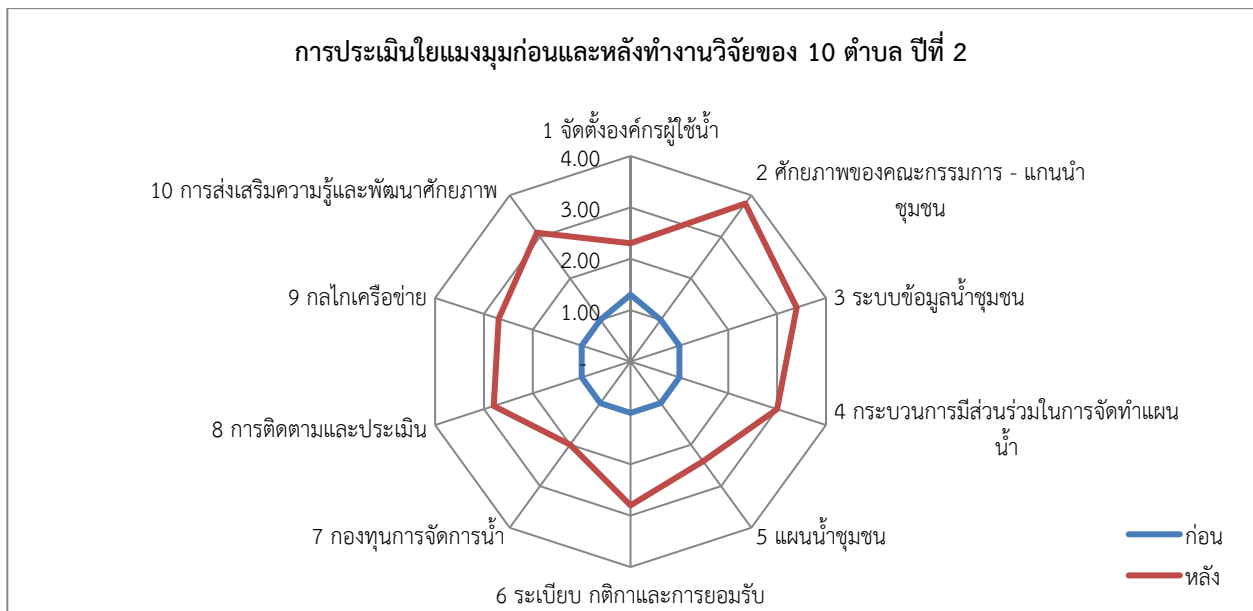 การประเมินใยแมงมุมก่อนและหลังทำงานวิจัยของ 10 ตำบล ปีที่ 2
1 จัดตั้งองค์กรผู้ใช้น้ำ
4.00
3.00
2.00
1.00
-
2 ศักยภาพของคณะกรรมการ - แกนนำ
ชุมชน
3 ระบบข้อมูลน้ำชุมชน
4 กระบวนการมีส่วนร่วมในการจัดทำแผน
น้ำ
5 แผนน้ำชุมชน
6 ระเบียบ กติกาและการยอมรับ
7 กองทุนการจัดการน้ำ
8 การติดตามและประเมิน
9 กลไกเครือข่าย
10 การส่งเสริมความรู้และพัฒนาศักยภาพ
ก่อน
หลัง